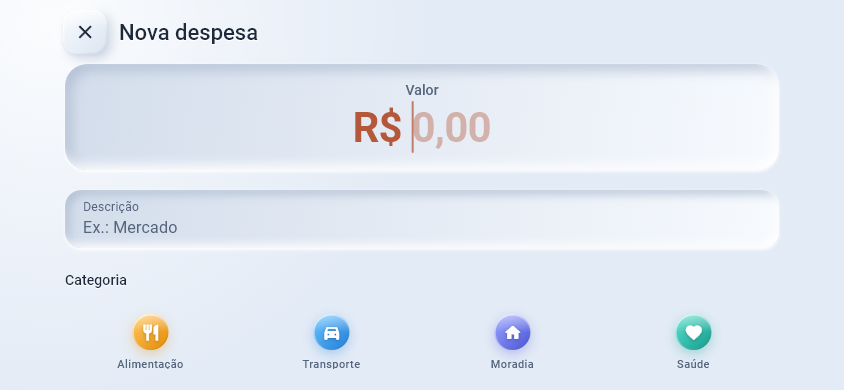 Nova despesa
Valor
R$ 0,00
Descrição
Ex.: Mercado
Categoria
Alimentação Transporte Moradia Saúde